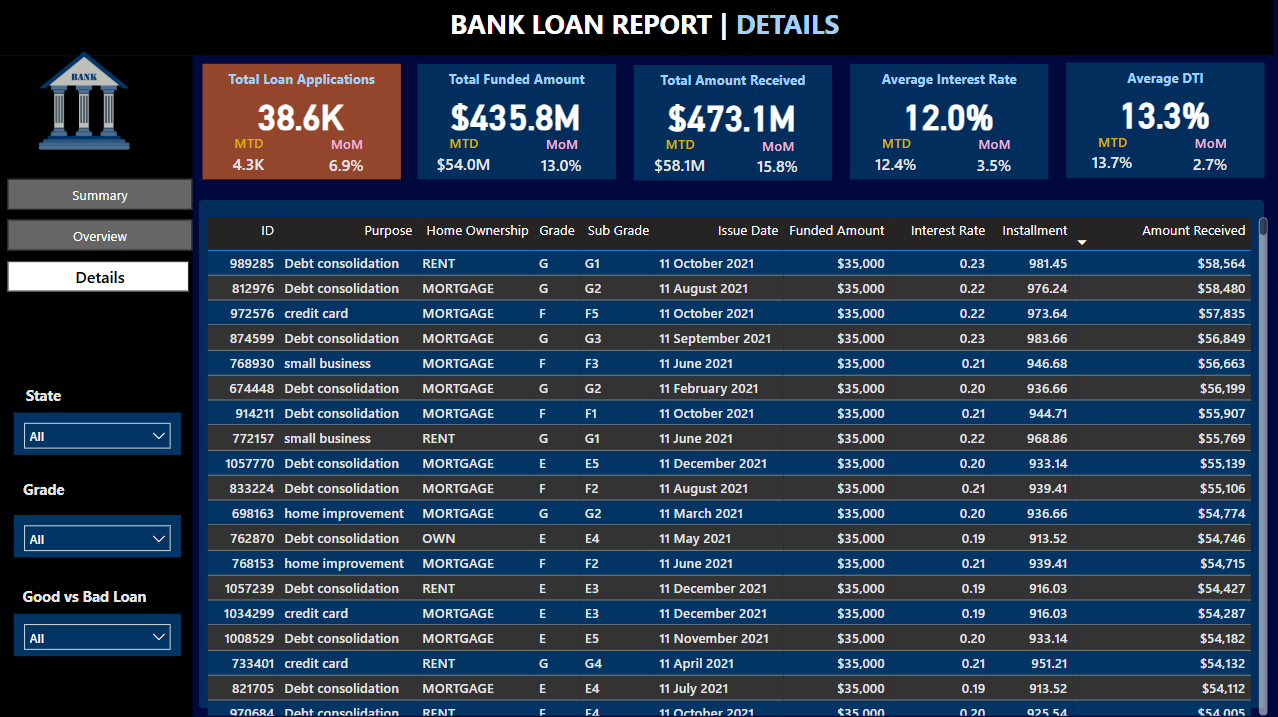 BANK LOAN REPORT | DETAILS
BANK
Summary
Overview
Details
State
All
Grade
All
Good vs Bad Loan
All
Total Loan Applications
38.6K
MTD MoM
4.3K 6.9%
Total Funded Amount
$435.8M
MTD MoM
$54.0M 13.0%
Total Amount Received
$473.1M
MTD MoM
$58.1M 15.8%
Average Interest Rate
12.0%
MTD MoM
12.4% 3.5%
Average DTI
13.3%
MTD MoM
13.7% 2.7%
ID Purpose Home Ownership Grade Sub Grade Issue Date Funded Amount Interest Rate Installment Amount Received
989285 Debt consolidation RENT G G1 11 October 2021 $35,000 0.23 981.45 $58,564
812976 Debt consolidation MORTGAGE G G2 11 August 2021 $35,000 0.22 976.24 $58,480
972576 credit card MORTGAGE F F5 11 October 2021 $35,000 0.22 973.64 $57,835
874599 Debt consolidation MORTGAGE G G3 11 September 2021 $35,000 0.23 983.66 $56,849
768930 small business MORTGAGE F F3 11 June 2021 $35,000 0.21 946.68 $56,663
674448 Debt consolidation MORTGAGE G G2 11 February 2021 $35,000 0.20 936.66 $56,199
914211 Debt consolidation MORTGAGE F F1 11 October 2021 $35,000 0.21 944.71 $55,907
772157 small business RENT G G1 11 June 2021 $35,000 0.22 968.86 $55,769
1057770 Debt consolidation MORTGAGE E E5 11 December 2021 $35,000 0.20 933.14 $55,139
833224 Debt consolidation MORTGAGE F F2 11 August 2021 $35,000 0.21 939.41 $55,106
698163 home improvement MORTGAGE G G2 11 March 2021 $35,000 0.20 936.66 $54,774
762870 Debt consolidation OWN E E4 11 May 2021 $35,000 0.19 913.52 $54,746
768153 home improvement MORTGAGE F F2 11 June 2021 $35,000 0.21 939.41 $54,715
1057239 Debt consolidation RENT E E3 11 December 2021 $35,000 0.19 916.03 $54,427
1034299 credit card MORTGAGE E E3 11 December 2021 $35,000 0.19 916.03 $54,287
1008529 Debt consolidation MORTGAGE E E5 11 November 2021 $35,000 0.20 933.14 $54,182
733401 credit card RENT G G4 11 April 2021 $35,000 0.21 951.21 $54,132
821705 Debt consolidation MORTGAGE E E4 11 July 2021 $35,000 0.19 913.52 $54,112
970684 Debt consolidation RENT 11 October 2021 $35,000 0.20 925.54 $54,005